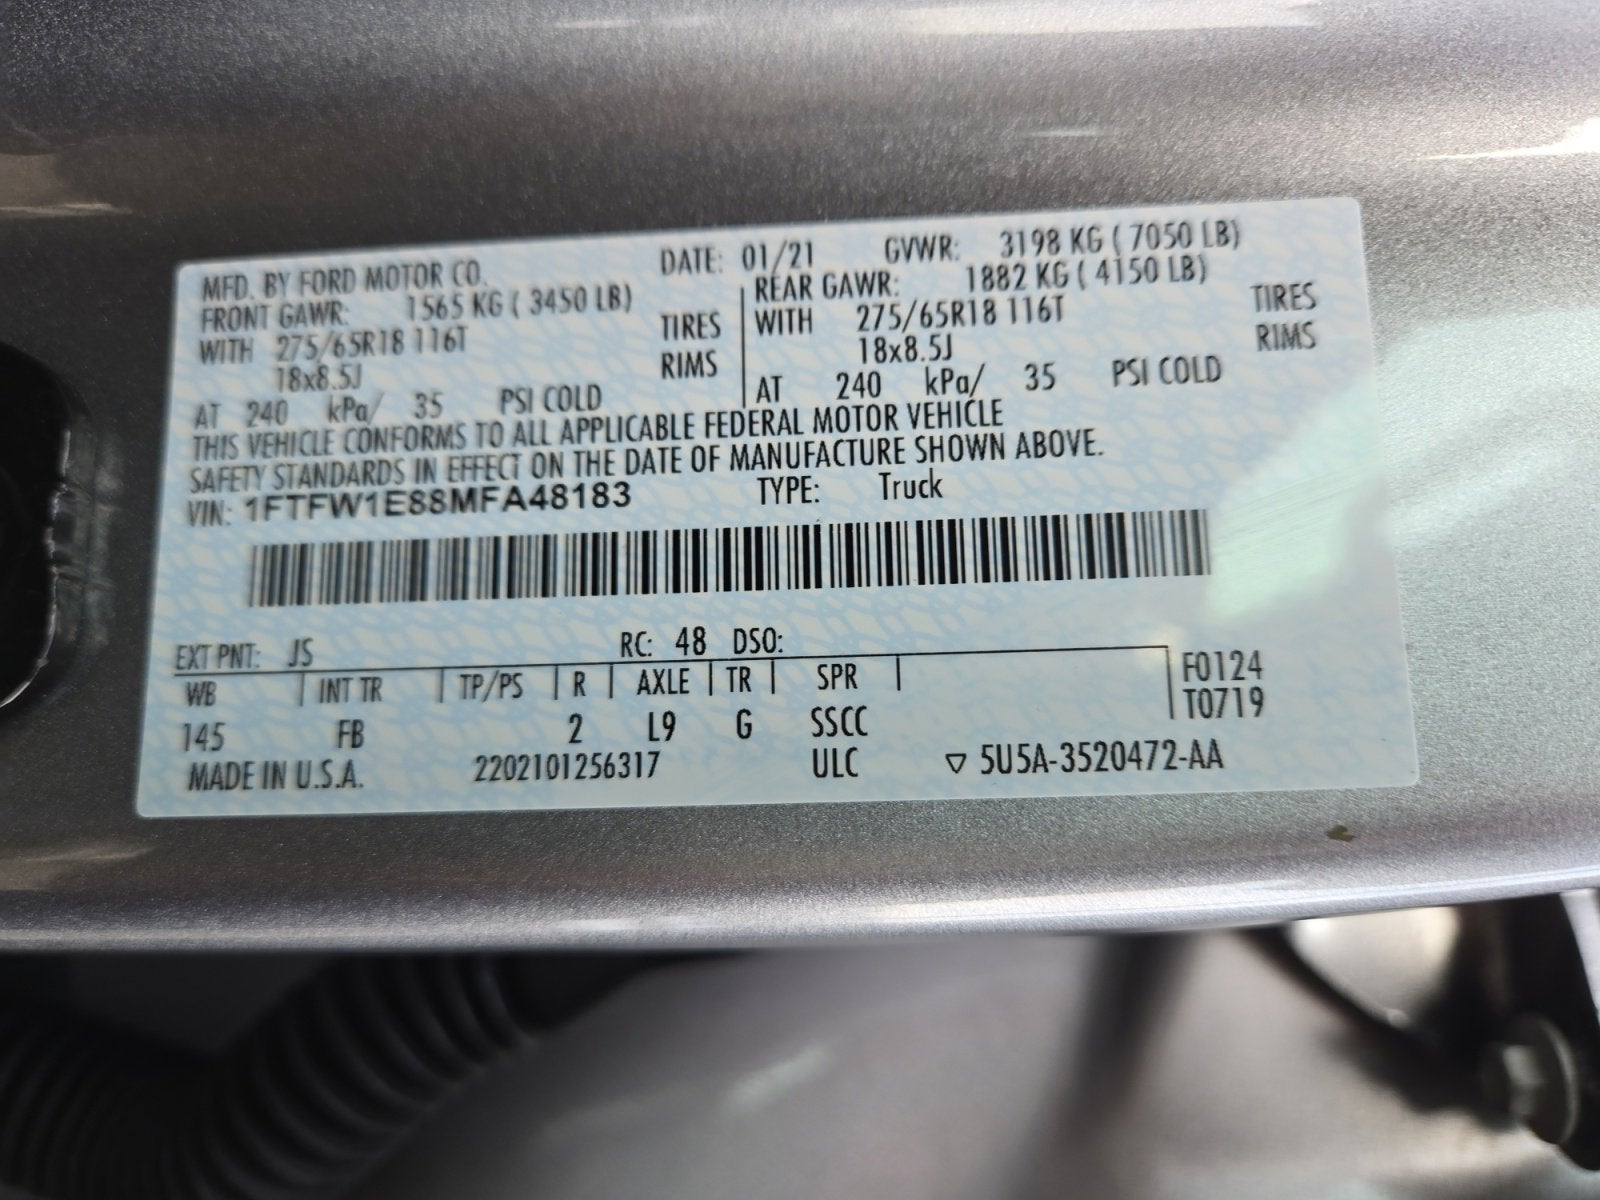 MFD. BY FORD MOTOR CO. DATE: 01/21 GVWR: 3198 KG ( 7050 LB)
FRONT GAWR: 1565 KG ( 3450 LB) REAR GAWR: 1882 KG ( 4150 LB)
WITH 275/65R18 116T TIRES WITH 275/65R18 116T TIRES
18x8.5J RIMS 18x8.5J RIMS
AT 240 kPa/ 35 PSI COLD AT 240 kPa/ 35 PSI COLD
THIS VEHICLE CONFORMS TO ALL APPLICABLE FEDERAL MOTOR VEHICLE
SAFETY STANDARDS IN EFFECT ON THE DATE OF MANUFACTURE SHOWN ABOVE.
VIN: 1FTFW1E88MFA48183 TYPE: Truck
EXT PNT: JS RC: 48 DSO:
WB INT TR TP/PS R AXLE TR SPR F0124
T0719
145 FB 2 L9 G SSCC
MADE IN U.S.A. 2202101256317 ULC ▽ 5U5A-3520472-AA